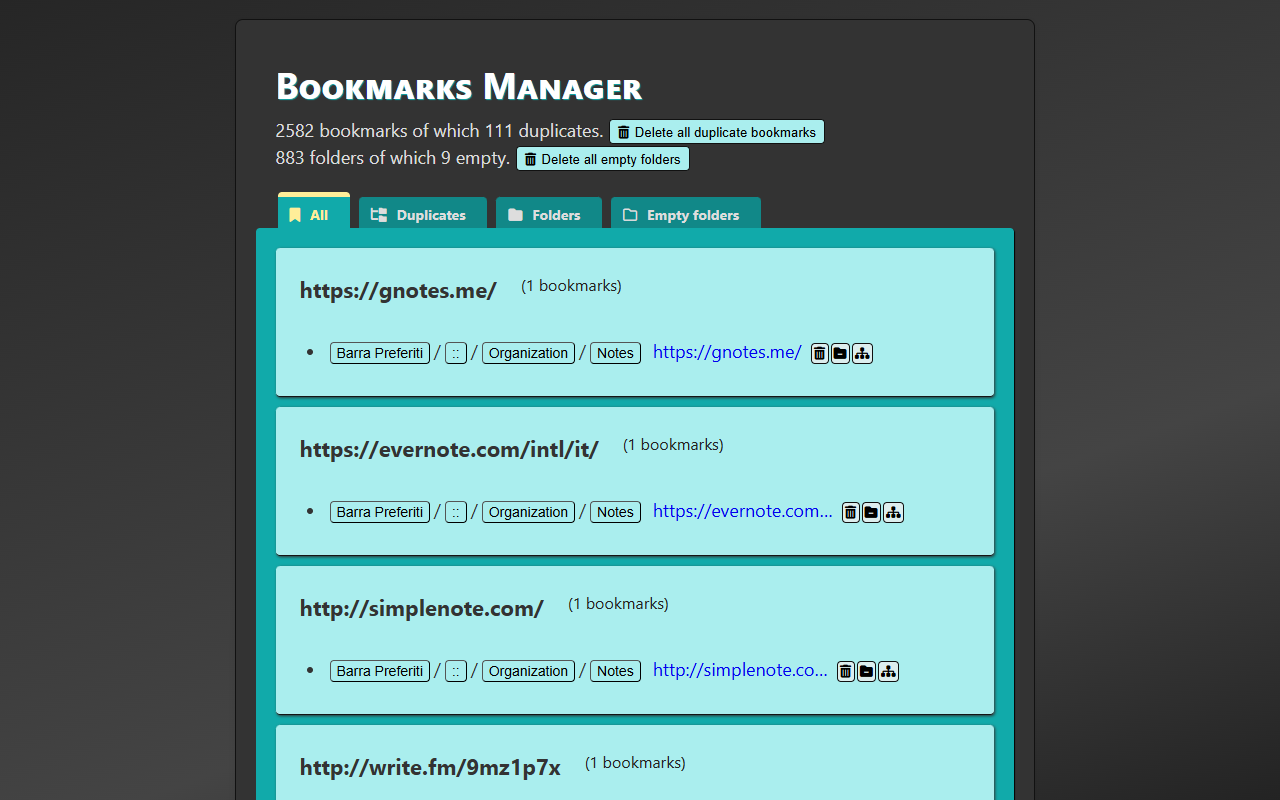 Bookmarks Manager
2582 bookmarks of which 111 duplicates. Delete all duplicate bookmarks
883 folders of which 9 empty. Delete all empty folders
All Duplicates Folders Empty folders
https://gnotes.me/ (1 bookmarks)
• Barra Preferiti / :: / Organization / Notes https://gnotes.me/
https://evernote.com/intl/it/ (1 bookmarks)
• Barra Preferiti / :: / Organization / Notes https://evernote.com...
http://simplenote.com/ (1 bookmarks)
• Barra Preferiti / :: / Organization / Notes http://simplenote.co...
http://write.fm/9mz1p7x (1 bookmarks)